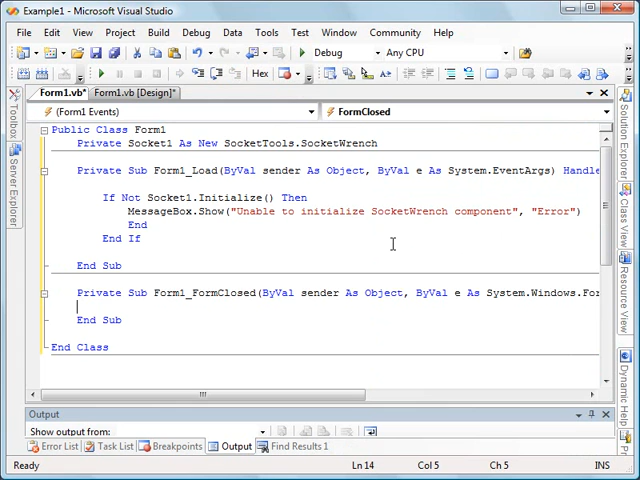 Example1 - Microsoft Visual Studio
File Edit View Project Build Debug Data Tools Test Window Community Help
Debug Any CPU
Hex
Form1.vb* Form1.vb [Design]*
(Form1 Events) FormClosed
Public Class Form1
Private Socket1 As New SocketTools.SocketWrench
Private Sub Form1_Load(ByVal sender As Object, ByVal e As System.EventArgs) Handle
If Not Socket1.Initialize() Then
MessageBox.Show("Unable to initialize SocketWrench component", "Error")
End
End If
End Sub
Private Sub Form1_FormClosed(ByVal sender As Object, ByVal e As System.Windows.For
End Sub
End Class
Toolbox
Server Explorer
Solution Explorer
Class View
Resource View
Dynamic Help
Pr
Output
Show output from:
Error List Task List Breakpoints Output Find Results 1
Ready Ln 14 Col 5 Ch 5 INS